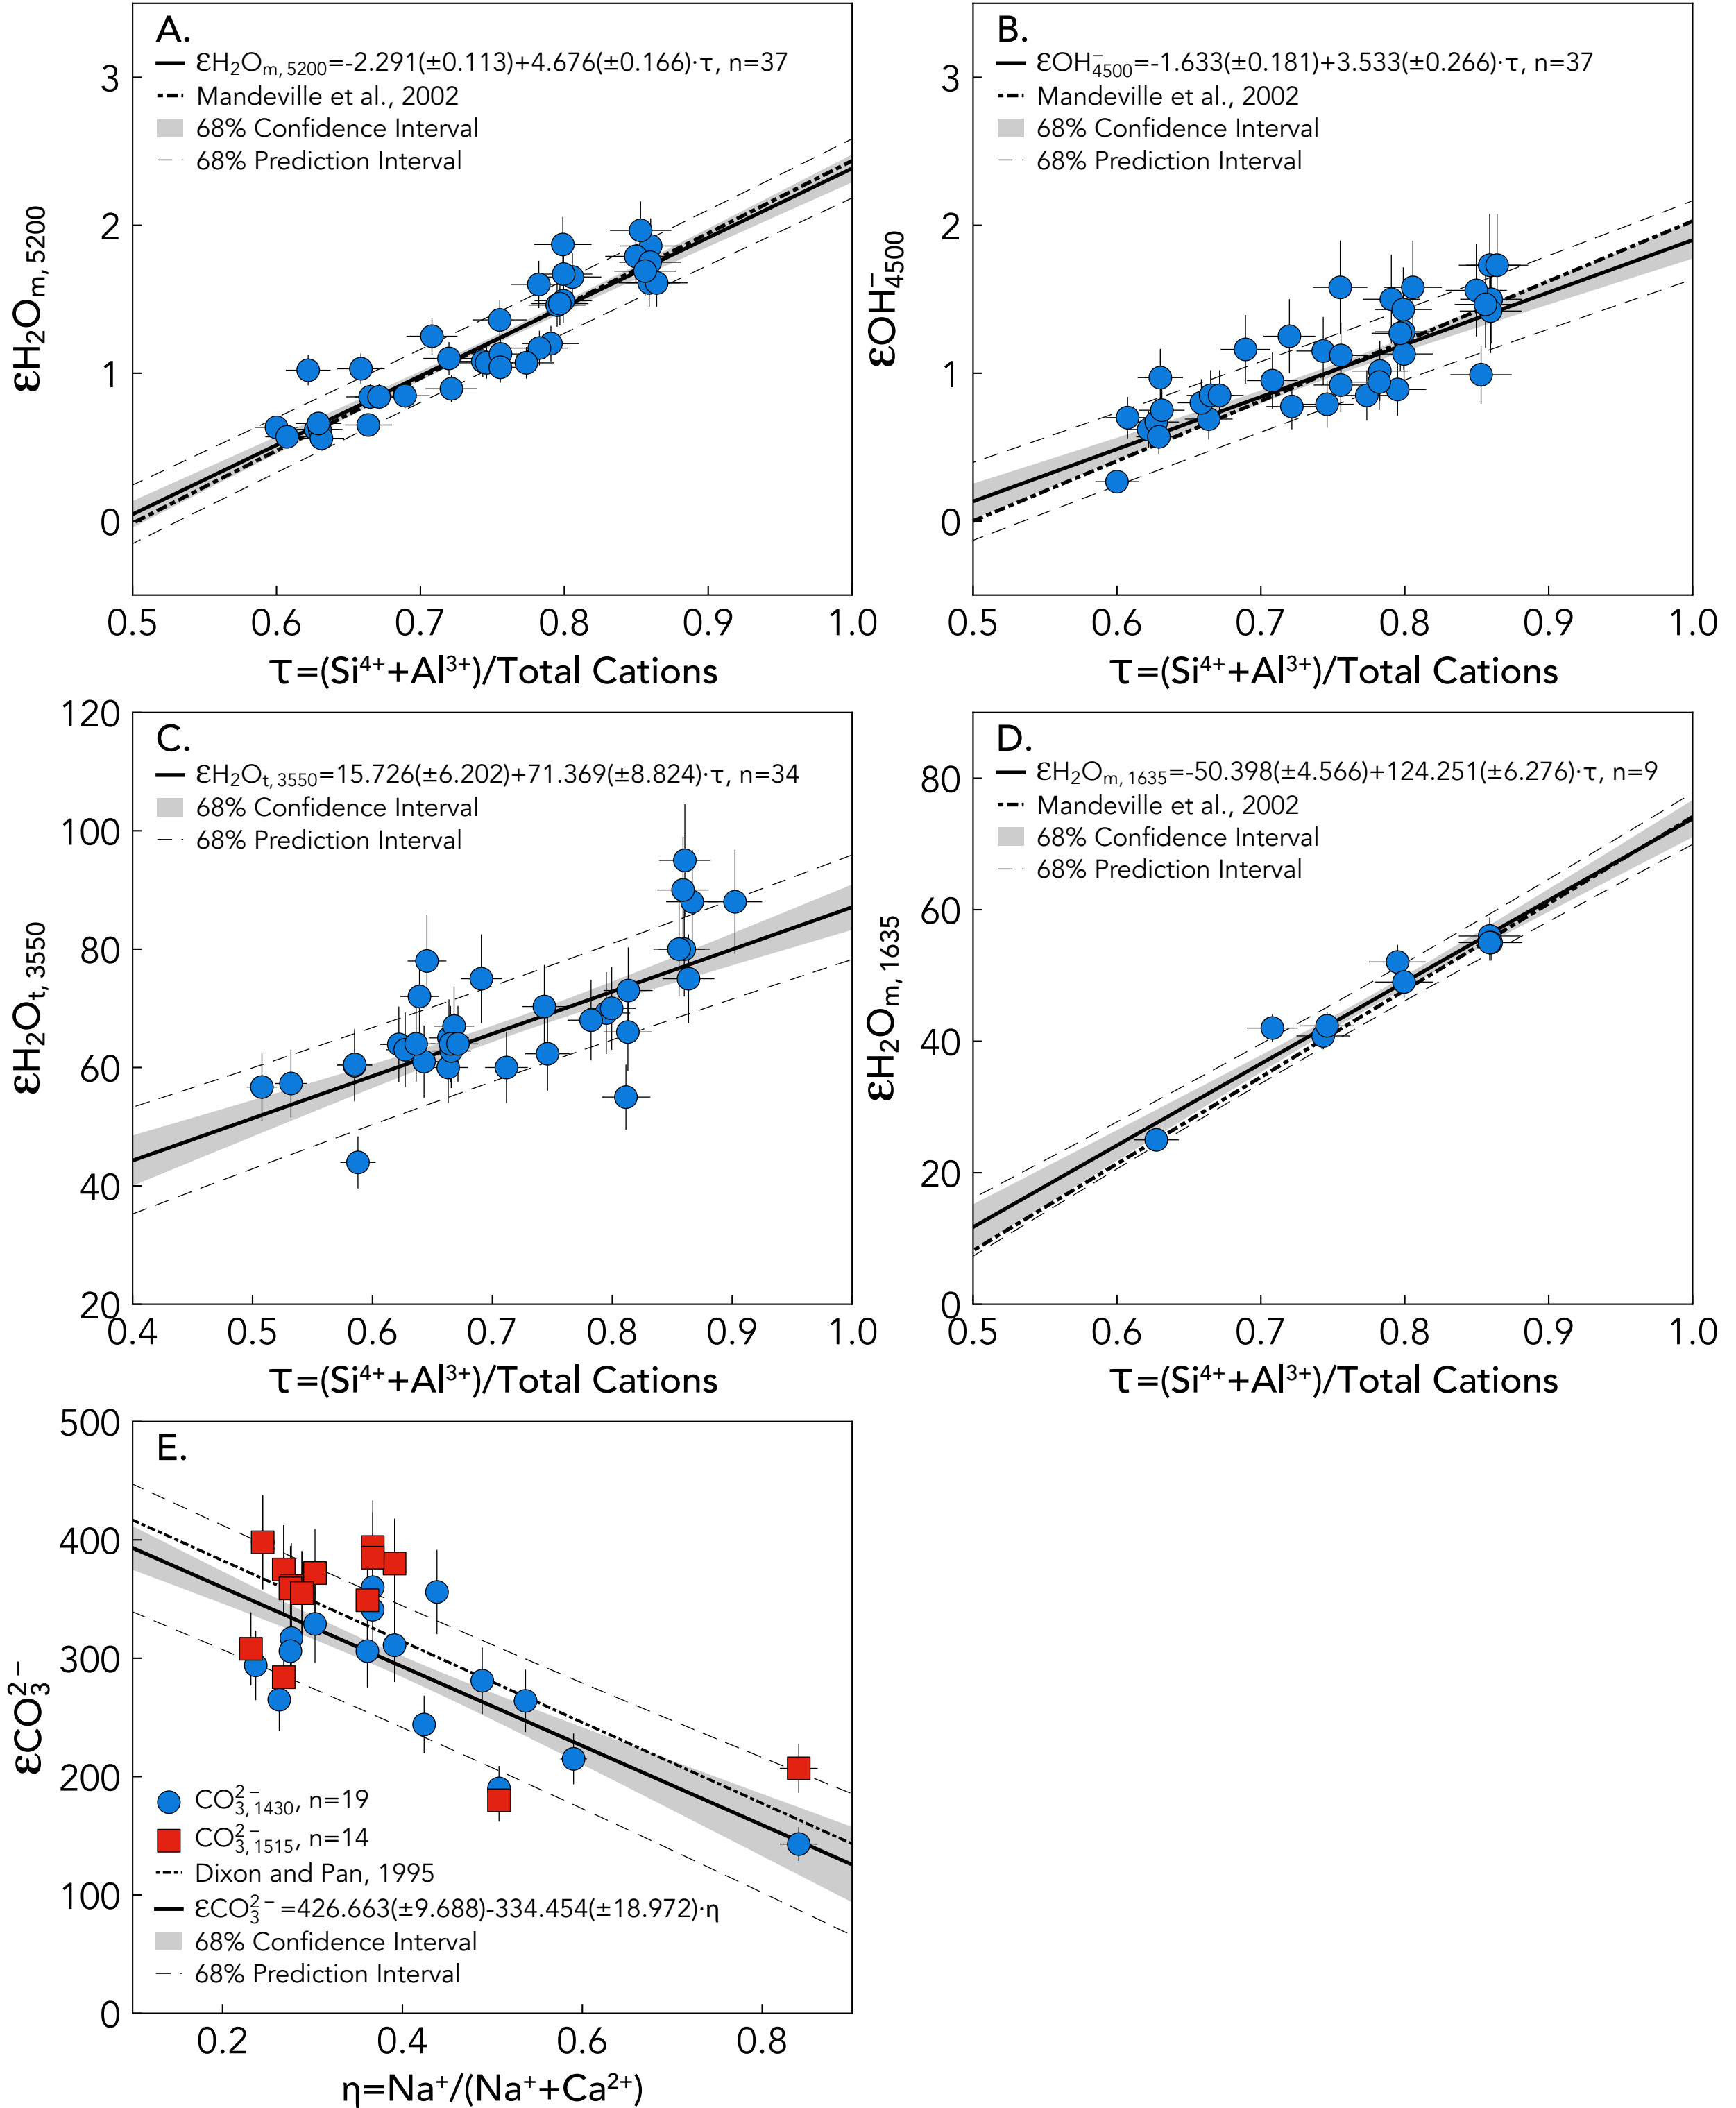 A.
εH₂Oₘ, ₅₂₀₀=-2.291(±0.113)+4.676(±0.166)·τ, n=37
Mandeville et al., 2002
68% Confidence Interval
68% Prediction Interval
3
2
1
0
εH₂Oₘ, ₅₂₀₀
0.5 0.6 0.7 0.8 0.9 1.0
τ=(Si⁴⁺+Al³⁺)/Total Cations
B.
εOH⁻₄₅₀₀=-1.633(±0.181)+3.533(±0.266)·τ, n=37
Mandeville et al., 2002
68% Confidence Interval
68% Prediction Interval
3
2
1
0
εOH⁻₄₅₀₀
0.5 0.6 0.7 0.8 0.9 1.0
τ=(Si⁴⁺+Al³⁺)/Total Cations
C.
εH₂Oₜ, ₃₅₅₀=15.726(±6.202)+71.369(±8.824)·τ, n=34
68% Confidence Interval
68% Prediction Interval
120
100
80
60
40
20
εH₂Oₜ, ₃₅₅₀
0.4 0.5 0.6 0.7 0.8 0.9 1.0
τ=(Si⁴⁺+Al³⁺)/Total Cations
D.
εH₂Oₘ, ₁₆₃₅=-50.398(±4.566)+124.251(±6.276)·τ, n=9
Mandeville et al., 2002
68% Confidence Interval
68% Prediction Interval
80
60
40
20
0
εH₂Oₘ, ₁₆₃₅
0.5 0.6 0.7 0.8 0.9 1.0
τ=(Si⁴⁺+Al³⁺)/Total Cations
E.
500
400
300
200
100
0
εCO₃²⁻
CO²⁻₃, ₁₄₃₀, n=19
CO²⁻₃, ₁₅₁₅, n=14
Dixon and Pan, 1995
εCO₃²⁻=426.663(±9.688)-334.454(±18.972)·η
68% Confidence Interval
68% Prediction Interval
0.2 0.4 0.6 0.8
η=Na⁺/(Na⁺+Ca²⁺)